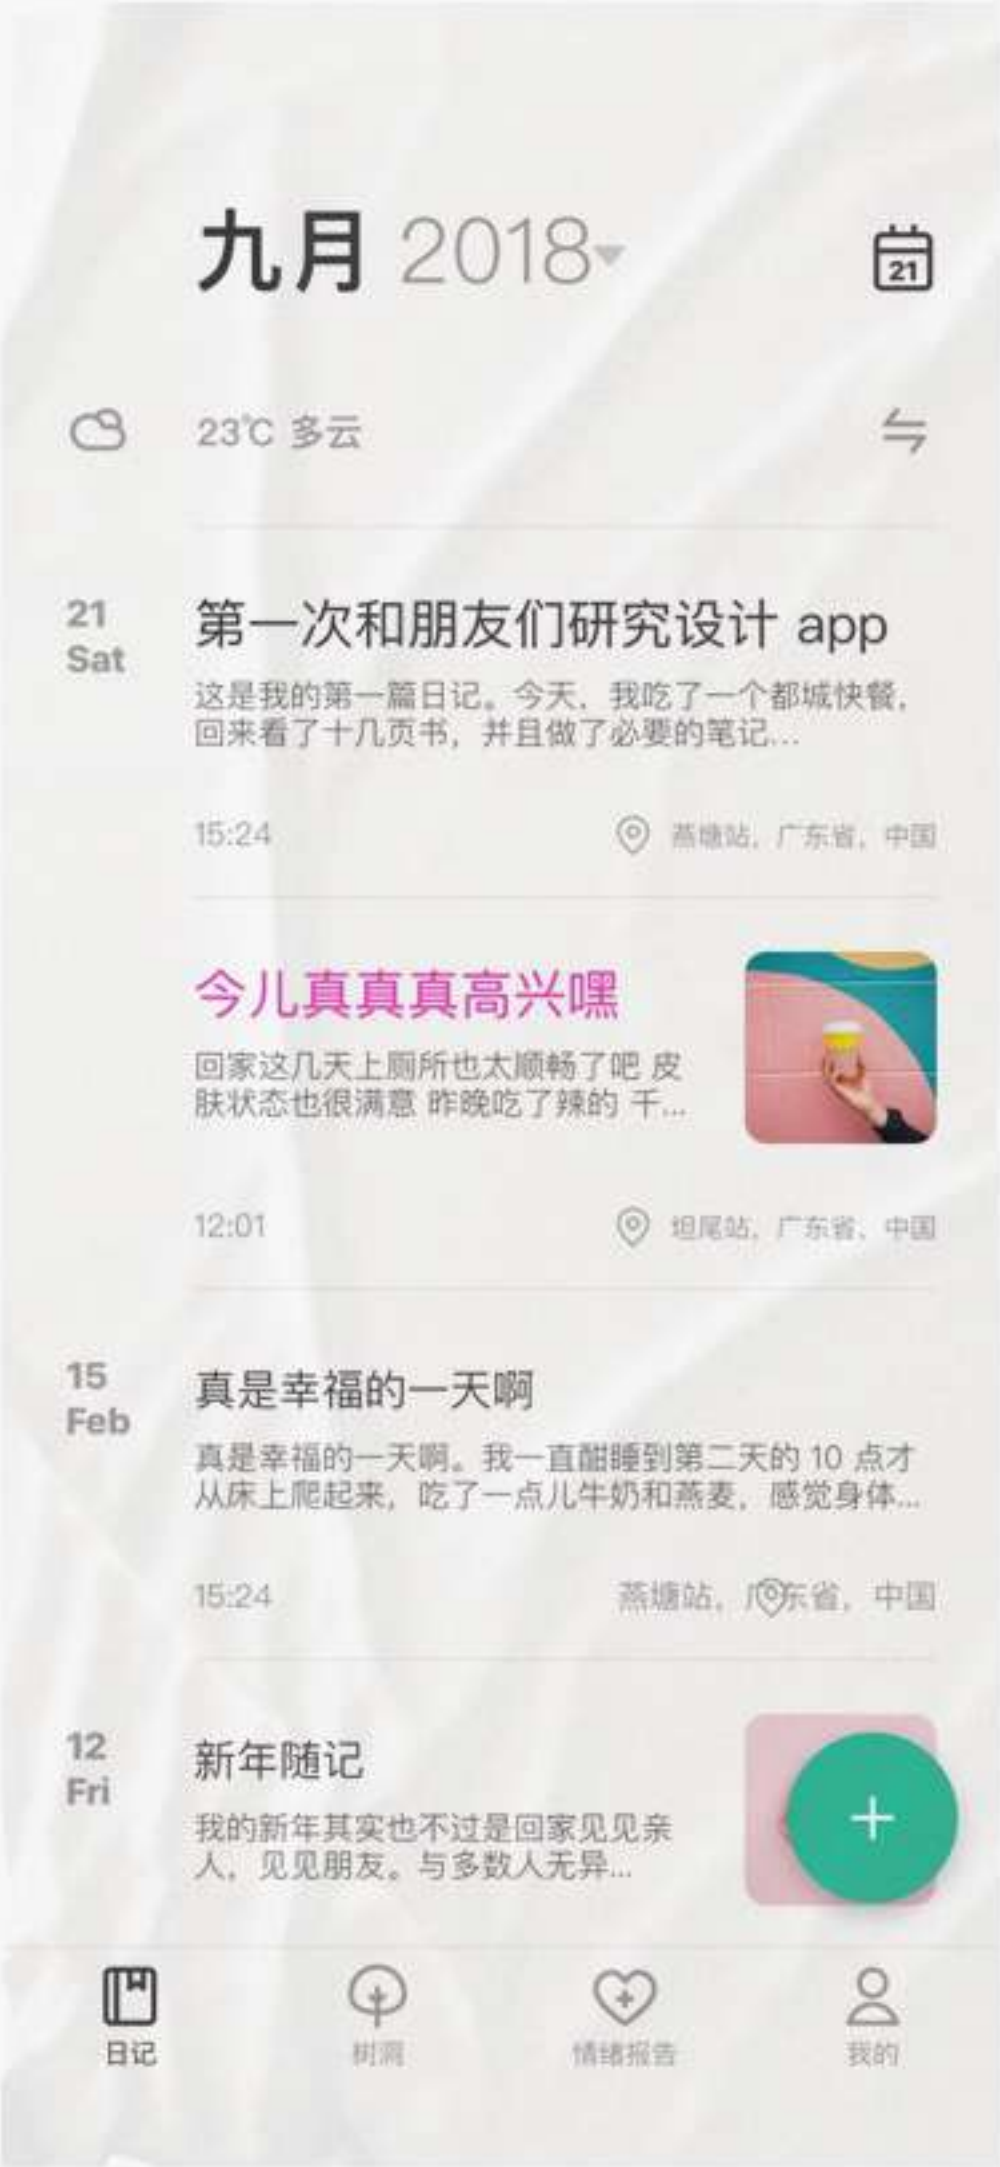 九月 2018
21
23℃ 多云
21
Sat
第一次和朋友们研究设计 app
这是我的第一篇日记。今天，我吃了一个都城快餐，
回来看了十几页书，并且做了必要的笔记...
15:24
燕塘站，广东省，中国
今儿真真真高兴嘿
回家这几天上厕所也太顺畅了吧 皮
肤状态也很满意 昨晚吃了辣的 干...
12:01
坦尾站，广东省、中国
15
Feb
真是幸福的一天啊
真是幸福的一天啊。我一直酣睡到第二天的 10 点才
从床上爬起来，吃了一点儿牛奶和燕麦，感觉身体...
15:24
燕塘站，广东省，中国
12
Fri
新年随记
我的新年其实也不过是回家见见亲
人，见见朋友。与多数人无异...
日记
树洞
情绪报告
我的